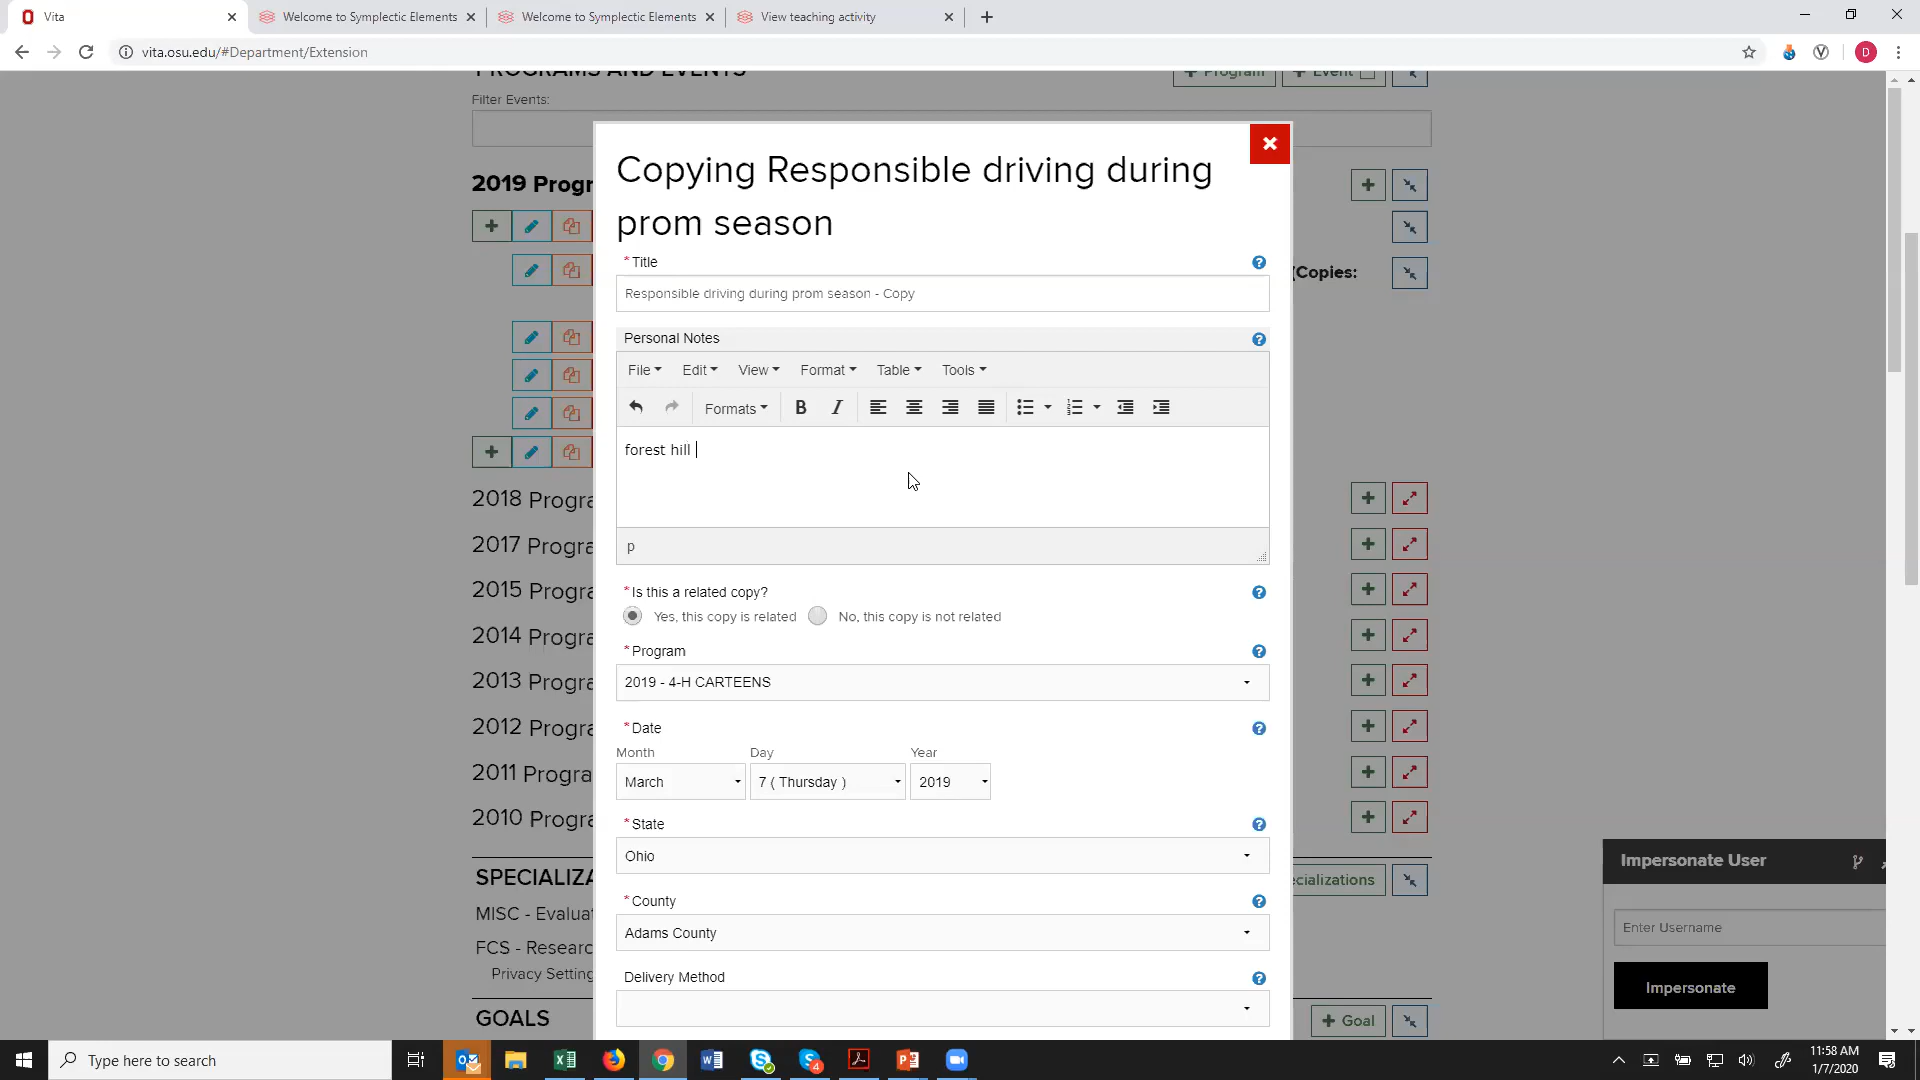 Vita
Welcome to Symplectic Elements
Welcome to Symplectic Elements
View teaching activity
vita.osu.edu/#Department/Extension
D
PROGRAMS AND EVENTS
Program
Event
Filter Events:
Copying Responsible driving during
prom season
2019 Progr
* Title
Responsible driving during prom season - Copy
(Copies:
Personal Notes
File
Edit
View
Format
Table
Tools
Formats
B
I
forest hill
p
2018 Progra
2017 Progra
2015 Progra
2014 Progra
2013 Progra
2012 Progra
2011 Progra
2010 Progra
* Is this a related copy?
Yes, this copy is related
No, this copy is not related
* Program
2019 - 4-H CARTEENS
* Date
Month
Day
Year
March
7 ( Thursday )
2019
* State
Ohio
* County
Adams County
Delivery Method
SPECIALIZA
ecializations
MISC - Evalua
FCS - Researc
Privacy Setting
GOALS
+ Goal
Impersonate User
Enter Username
Impersonate
Type here to search
4
11:58 AM
1/7/2020